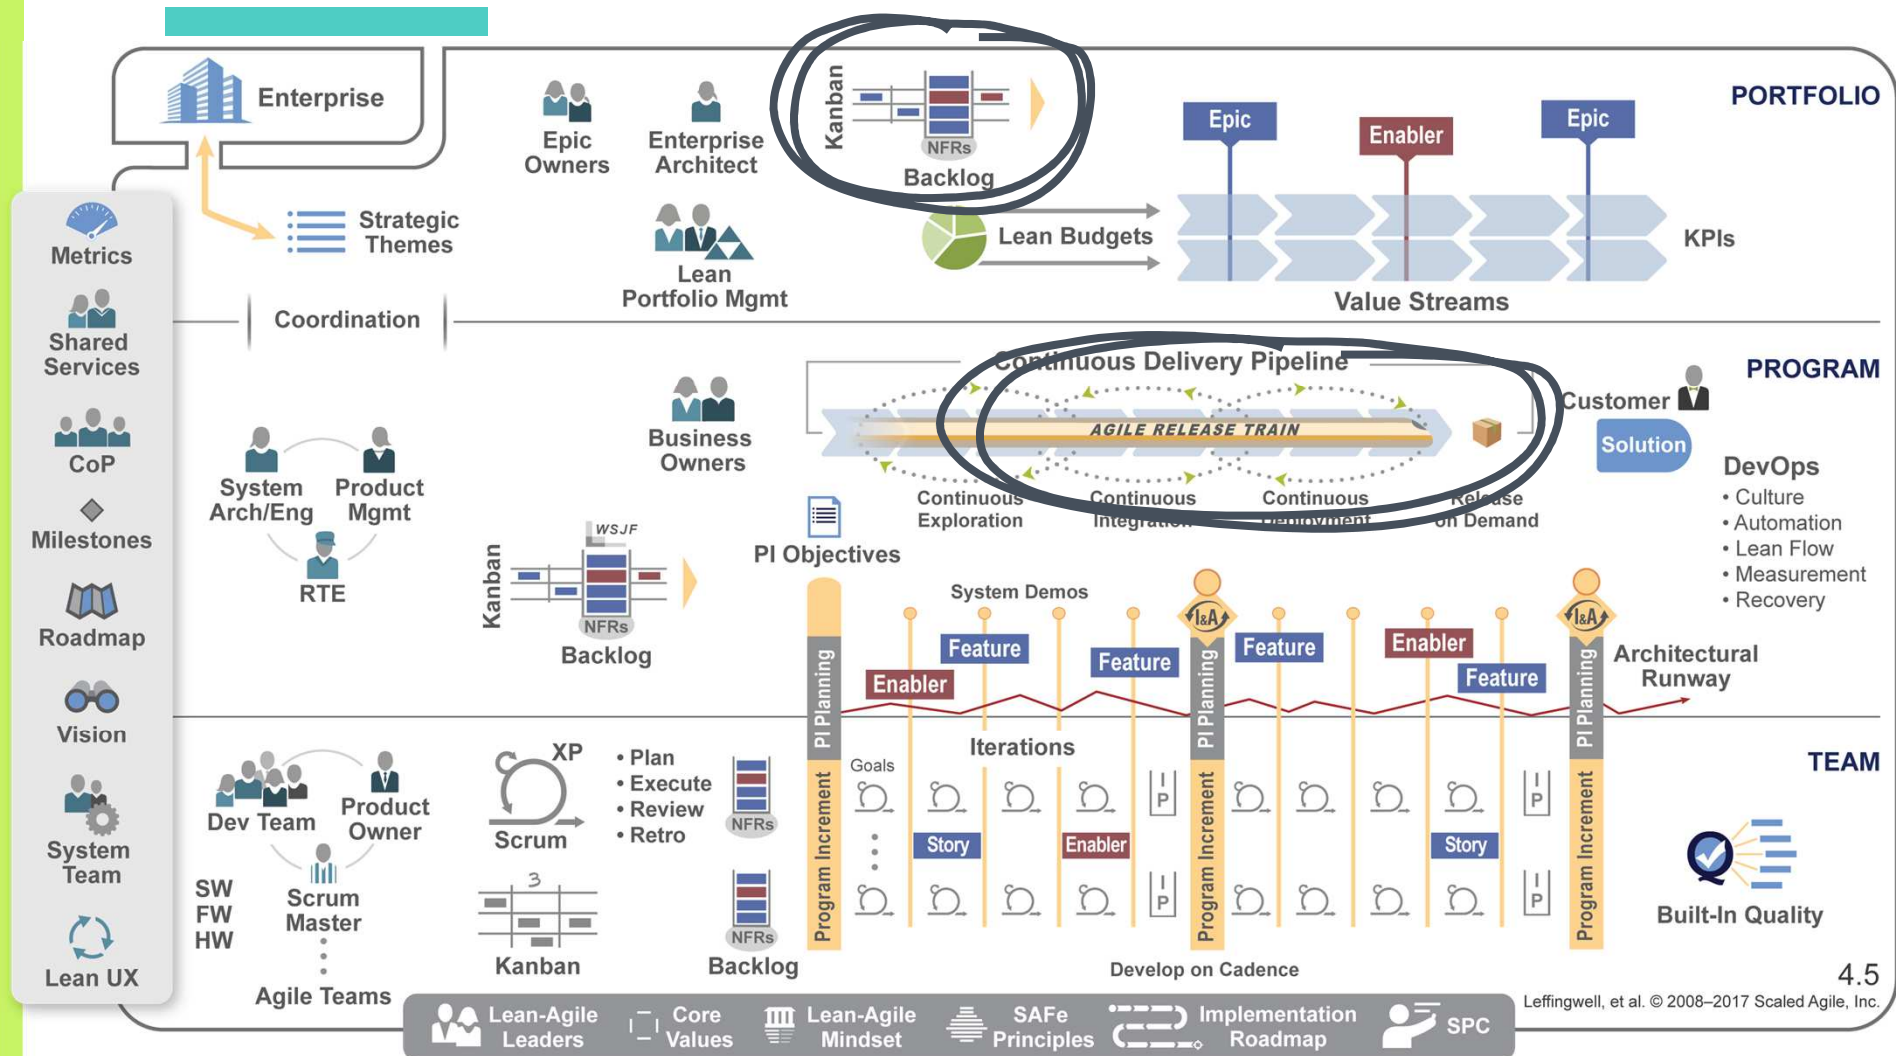 Enterprise
Strategic
Themes
Coordination
Epic
Owners
Enterprise
Architect
Lean
Portfolio Mgmt
Kanban
NFRs
Backlog
Lean Budgets
Epic
Enabler
Epic
KPIs
Value Streams
PORTFOLIO
Metrics
Shared
Services
CoP
Milestones
Roadmap
Vision
System
Team
Lean UX
System
Arch/Eng
Product
Mgmt
RTE
Business
Owners
Kanban
WSJF
NFRs
Backlog
PI Objectives
Continuous Delivery Pipeline
AGILE RELEASE TRAIN
Continuous
Exploration
Continuous
Integration
Continuous
Deployment
Release
on Demand
Customer
Solution
PROGRAM
DevOps
• Culture
• Automation
• Lean Flow
• Measurement
• Recovery
System Demos
I&A
I&A
Enabler
Feature
Feature
Feature
Enabler
Feature
Architectural
Runway
PI Planning
PI Planning
PI Planning
Dev Team
Product
Owner
Scrum
Master
SW
FW
HW
Agile Teams
XP
Scrum
• Plan
• Execute
• Review
• Retro
NFRs
3
Kanban
NFRs
Backlog
Program Increment
Program Increment
Program Increment
Iterations
Goals
I
P
I
P
Story
Enabler
Story
I
P
I
P
Develop on Cadence
TEAM
Built-In Quality
4.5
Leffingwell, et al. © 2008–2017 Scaled Agile, Inc.
Lean-Agile
Leaders
Core
Values
Lean-Agile
Mindset
SAFe
Principles
Implementation
Roadmap
SPC